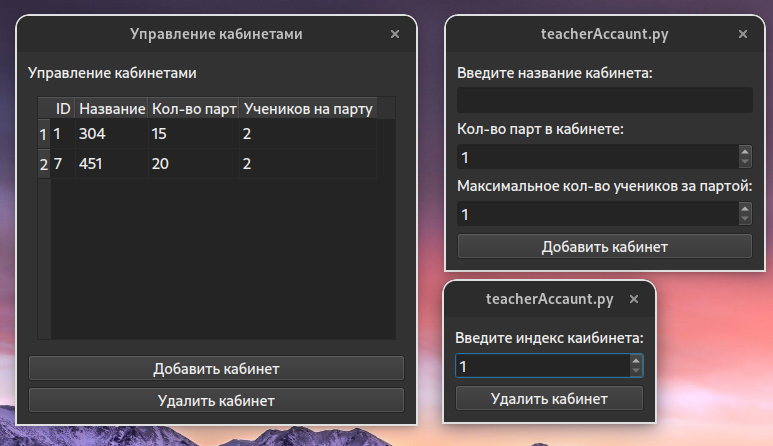 Управление кабинетами
Управление кабинетами
ID Название Кол-во парт Учеников на парту
1 1 304 15 2
2 7 451 20 2
Добавить кабинет
Удалить кабинет
teacherAccaunt.py
Введите название кабинета:
Кол-во парт в кабинете:
1
Максимальное кол-во учеников за партой:
1
Добавить кабинет
teacherAccaunt.py
Введите индекс каибинета:
1
Удалить кабинет